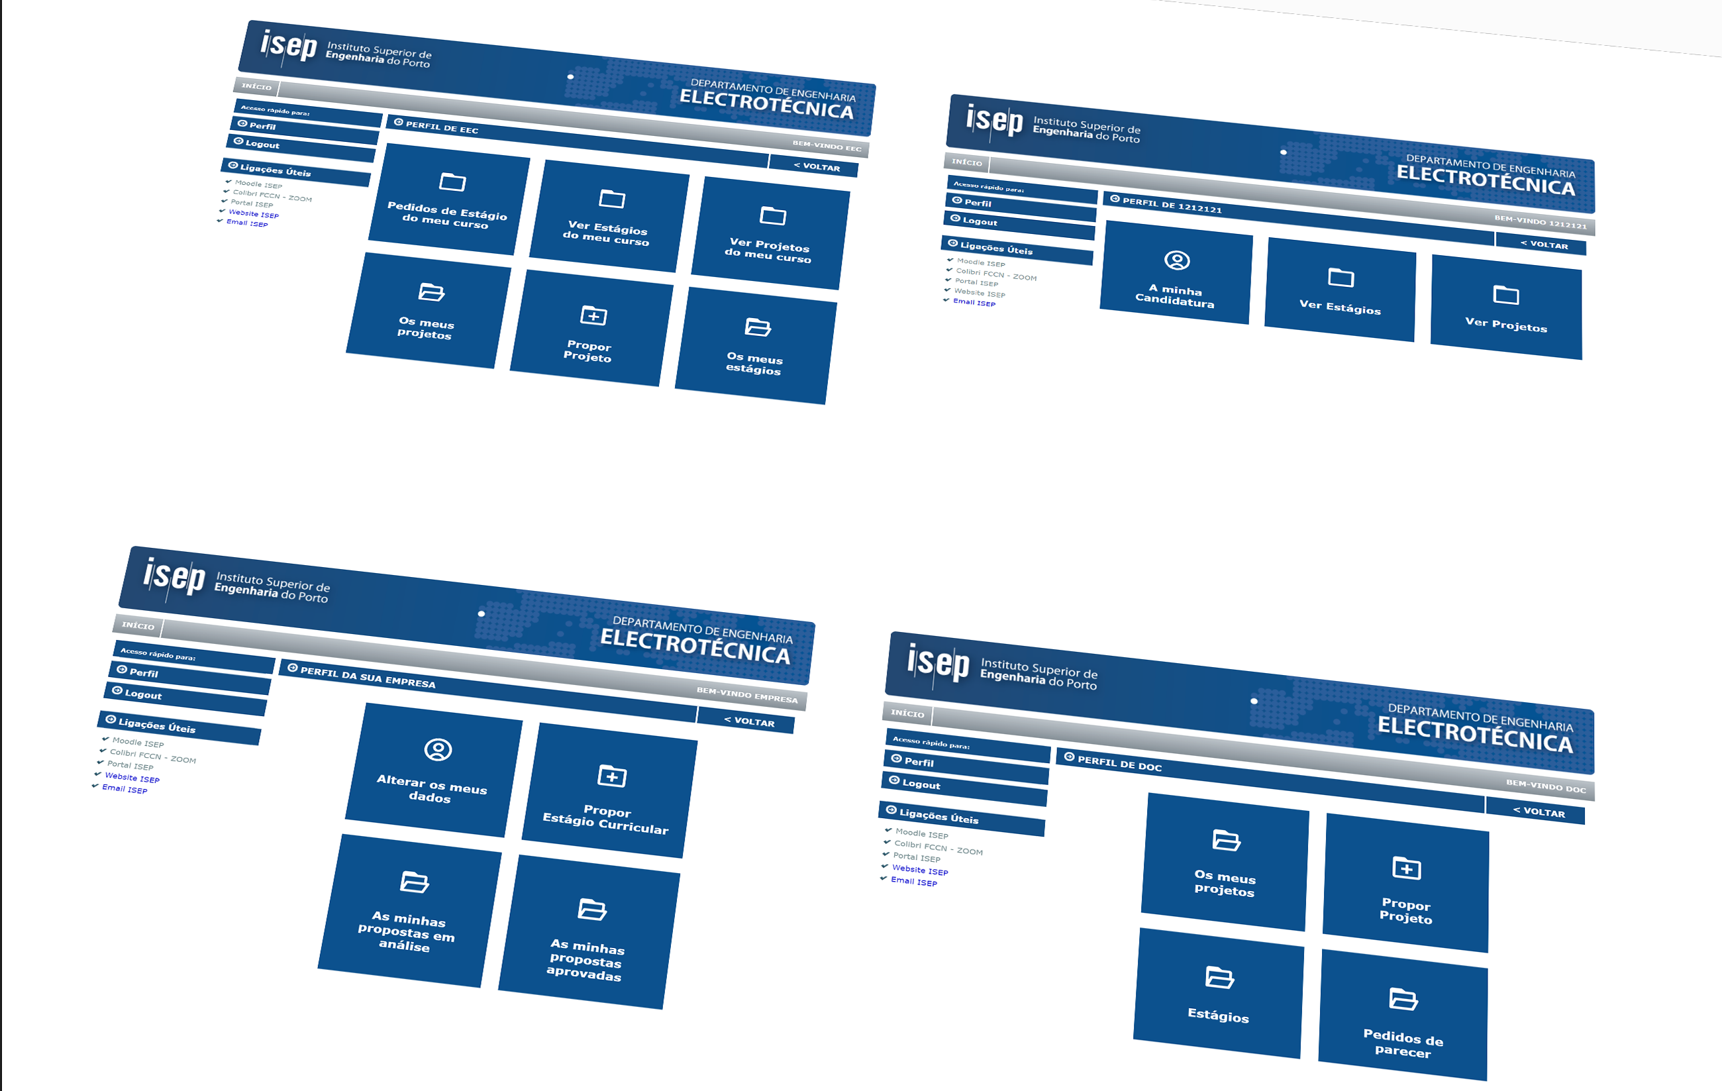 isep Instituto Superior de
Engenharia do Porto
DEPARTAMENTO DE ENGENHARIA
ELECTROTÉCNICA
INÍCIO
BEM-VINDO EEC
Acesso rápido para:
Perfil
Logout
Ligações Úteis
Moodle ISEP
Colibri FCCN - ZOOM
Portal ISEP
Website ISEP
Email ISEP
PERFIL DE EEC
< VOLTAR
Pedidos de Estágio
do meu curso
Ver Estágios
do meu curso
Ver Projetos
do meu curso
Os meus
projetos
Propor
Projeto
Os meus
estágios
isep Instituto Superior de
Engenharia do Porto
DEPARTAMENTO DE ENGENHARIA
ELECTROTÉCNICA
INÍCIO
BEM-VINDO 1212121
Acesso rápido para:
Perfil
Logout
Ligações Úteis
Moodle ISEP
Colibri FCCN - ZOOM
Portal ISEP
Website ISEP
Email ISEP
PERFIL DE 1212121
< VOLTAR
A minha
Candidatura
Ver Estágios
Ver Projetos
isep Instituto Superior de
Engenharia do Porto
DEPARTAMENTO DE ENGENHARIA
ELECTROTÉCNICA
INÍCIO
BEM-VINDO EMPRESA
Acesso rápido para:
Perfil
Logout
Ligações Úteis
Moodle ISEP
Colibri FCCN - ZOOM
Portal ISEP
Website ISEP
Email ISEP
PERFIL DA SUA EMPRESA
< VOLTAR
Alterar os meus
dados
Propor
Estágio Curricular
As minhas
propostas em
análise
As minhas
propostas
aprovadas
isep Instituto Superior de
Engenharia do Porto
DEPARTAMENTO DE ENGENHARIA
ELECTROTÉCNICA
INÍCIO
BEM-VINDO DOC
Acesso rápido para:
Perfil
Logout
Ligações Úteis
Moodle ISEP
Colibri FCCN - ZOOM
Portal ISEP
Website ISEP
Email ISEP
PERFIL DE DOC
< VOLTAR
Os meus
projetos
Propor
Projeto
Estágios
Pedidos de
parecer